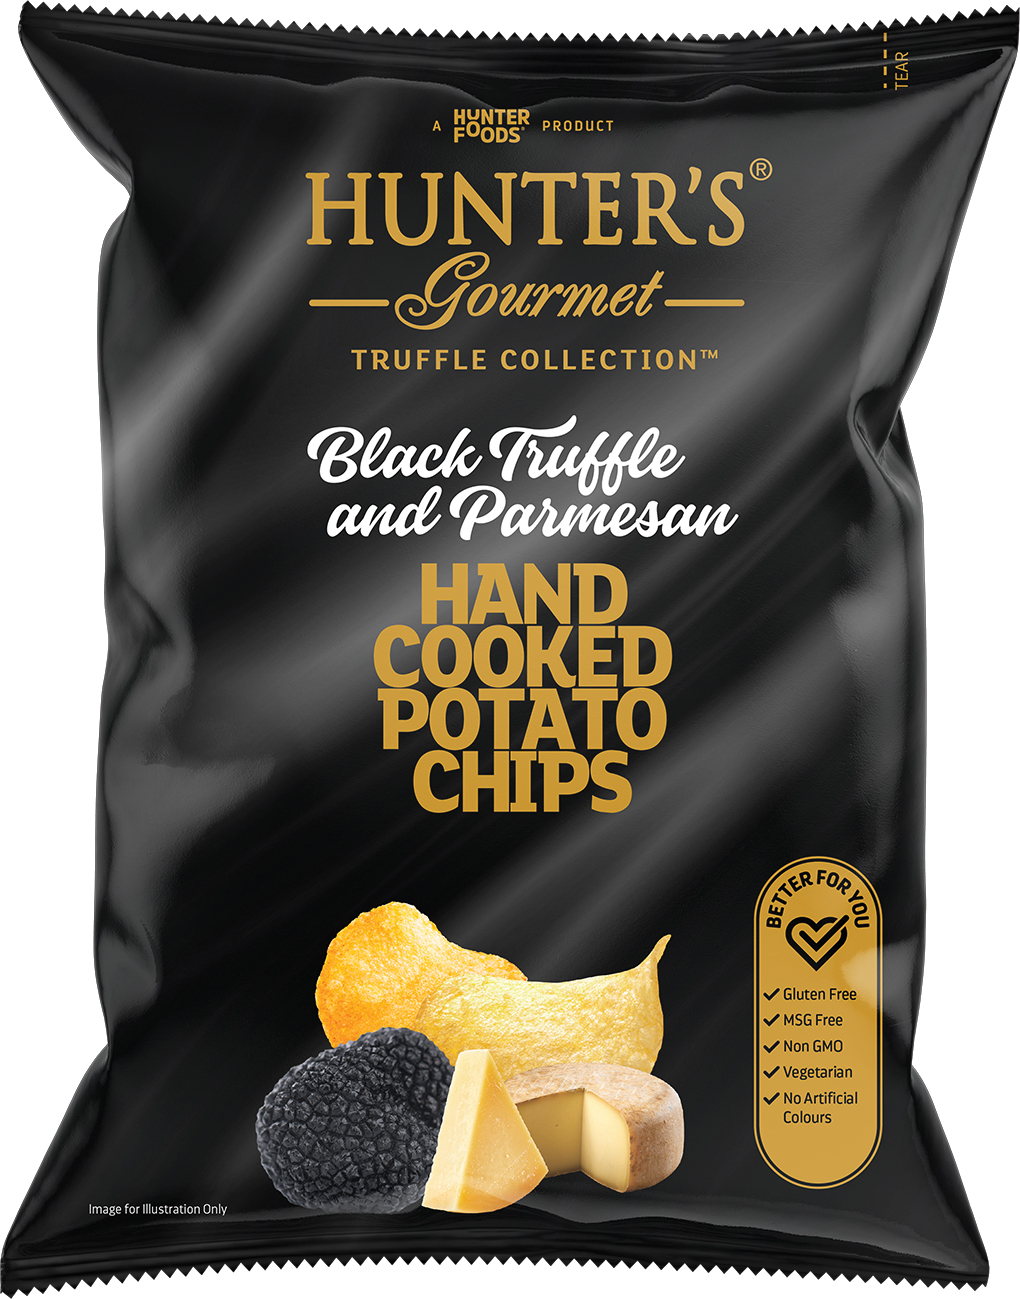 TEAR
A HUNTER FOODS® PRODUCT
HUNTER'S®
Gourmet
TRUFFLE COLLECTION™
Black Truffle
and Parmesan
HAND
COOKED
POTATO
CHIPS
BETTER FOR YOU
Gluten Free
MSG Free
Non GMO
Vegetarian
No Artificial
Colours
Image for Illustration Only